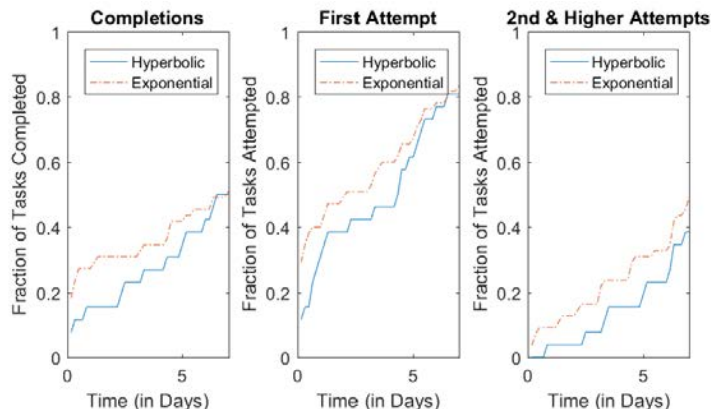 Completions
First Attempt
2nd & Higher Attempts
Fraction of Tasks Completed
1
0.8
0.6
0.4
0.2
0
Hyperbolic
Exponential
0
5
Time (in Days)
Fraction of Tasks Attempted
1
0.8
0.6
0.4
0.2
0
Hyperbolic
Exponential
0
5
Time (in Days)
Fraction of Tasks Attempted
1
0.8
0.6
0.4
0.2
0
Hyperbolic
Exponential
0
5
Time (in Days)